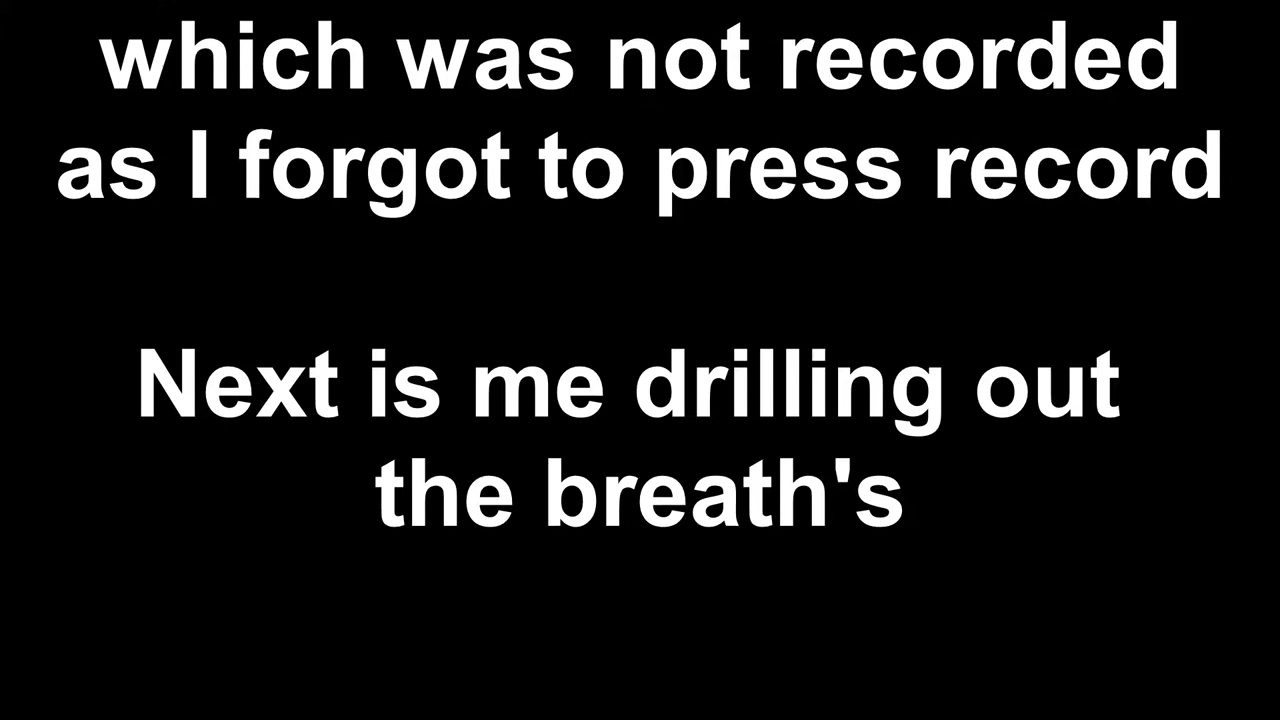 which was not recorded
as I forgot to press record
Next is me drilling out
the breath's